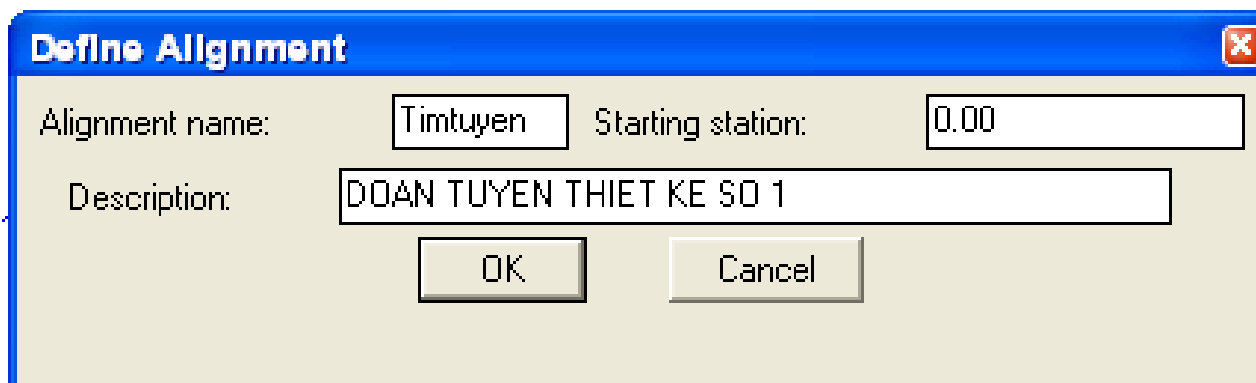 Define Alignment
Alignment name: Timtuyen Starting station: 0.00
Description: DOAN TUYEN THIET KE SO 1
OK Cancel